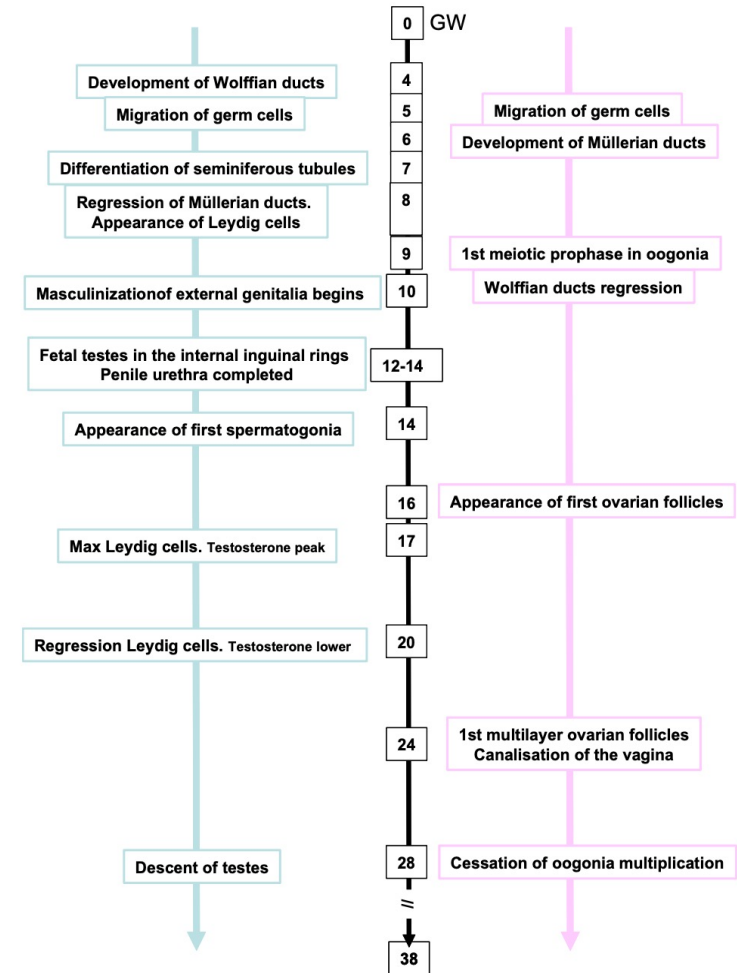 0 GW
Development of Wolffian ducts
4
Migration of germ cells
5
Migration of germ cells
6
Development of Müllerian ducts
Differentiation of seminiferous tubules
7
Regression of Müllerian ducts.
Appearance of Leydig cells
8
9
1st meiotic prophase in oogonia
Masculinizationof external genitalia begins
10
Wolffian ducts regression
Fetal testes in the internal inguinal rings
Penile urethra completed
12-14
Appearance of first spermatogonia
14
16
Appearance of first ovarian follicles
Max Leydig cells. Testosterone peak
17
Regression Leydig cells. Testosterone lower
20
24
1st multilayer ovarian follicles
Canalisation of the vagina
Descent of testes
28
Cessation of oogonia multiplication
//
38